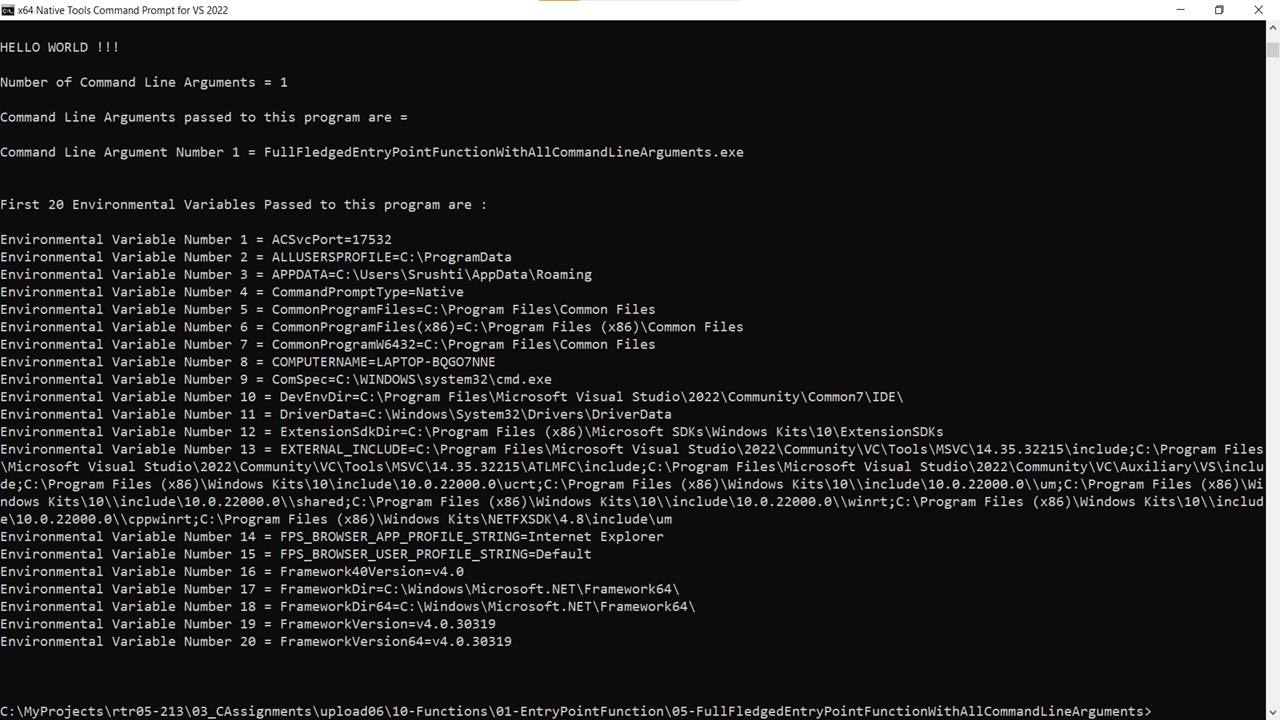 x64 Native Tools Command Prompt for VS 2022
HELLO WORLD !!!
Number of Command Line Arguments = 1
Command Line Arguments passed to this program are =
Command Line Argument Number 1 = FullFledgedEntryPointFunctionWithAllCommandLineArguments.exe
First 20 Environmental Variables Passed to this program are :
Environmental Variable Number 1 = ACSvcPort=17532
Environmental Variable Number 2 = ALLUSERSPROFILE=C:\ProgramData
Environmental Variable Number 3 = APPDATA=C:\Users\Srushti\AppData\Roaming
Environmental Variable Number 4 = CommandPromptType=Native
Environmental Variable Number 5 = CommonProgramFiles=C:\Program Files\Common Files
Environmental Variable Number 6 = CommonProgramFiles(x86)=C:\Program Files (x86)\Common Files
Environmental Variable Number 7 = CommonProgramW6432=C:\Program Files\Common Files
Environmental Variable Number 8 = COMPUTERNAME=LAPTOP-BQGO7NNE
Environmental Variable Number 9 = ComSpec=C:\WINDOWS\system32\cmd.exe
Environmental Variable Number 10 = DevEnvDir=C:\Program Files\Microsoft Visual Studio\2022\Community\Common7\IDE\
Environmental Variable Number 11 = DriverData=C:\Windows\System32\Drivers\DriverData
Environmental Variable Number 12 = ExtensionSdkDir=C:\Program Files (x86)\Microsoft SDKs\Windows Kits\10\ExtensionSDKs
Environmental Variable Number 13 = EXTERNAL_INCLUDE=C:\Program Files\Microsoft Visual Studio\2022\Community\VC\Tools\MSVC\14.35.32215\include;C:\Program Files
\Microsoft Visual Studio\2022\Community\VC\Tools\MSVC\14.35.32215\ATLMFC\include;C:\Program Files\Microsoft Visual Studio\2022\Community\VC\Auxiliary\VS\inclu
de;C:\Program Files (x86)\Windows Kits\10\include\10.0.22000.0\ucrt;C:\Program Files (x86)\Windows Kits\10\\include\10.0.22000.0\\um;C:\Program Files (x86)\Wi
ndows Kits\10\\include\10.0.22000.0\\shared;C:\Program Files (x86)\Windows Kits\10\\include\10.0.22000.0\\winrt;C:\Program Files (x86)\Windows Kits\10\\includ
e\10.0.22000.0\\cppwinrt;C:\Program Files (x86)\Windows Kits\NETFXSDK\4.8\include\um
Environmental Variable Number 14 = FPS_BROWSER_APP_PROFILE_STRING=Internet Explorer
Environmental Variable Number 15 = FPS_BROWSER_USER_PROFILE_STRING=Default
Environmental Variable Number 16 = Framework40Version=v4.0
Environmental Variable Number 17 = FrameworkDir=C:\Windows\Microsoft.NET\Framework64\
Environmental Variable Number 18 = FrameworkDir64=C:\Windows\Microsoft.NET\Framework64\
Environmental Variable Number 19 = FrameworkVersion=v4.0.30319
Environmental Variable Number 20 = FrameworkVersion64=v4.0.30319
C:\MyProjects\rtr05-213\03_CAssignments\upload06\10-Functions\01-EntryPointFunction\05-FullFledgedEntryPointFunctionWithAllCommandLineArguments>